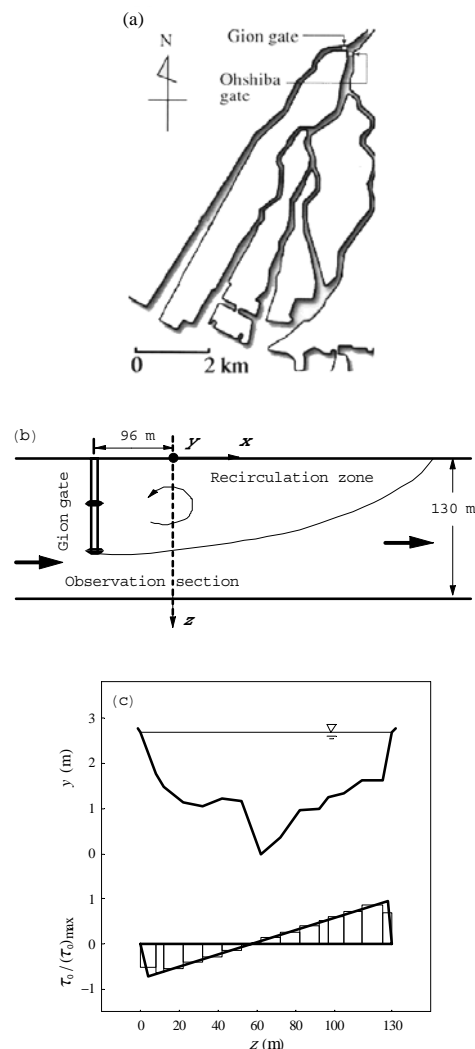 (a)
N
Gion gate
Ohshiba
gate
0 2 km
(b)
96 m
y
x
Recirculation zone
Gion gate
130 m
Observation section
z
(c)
3
2
1
0
y (m)
1
0
−1
τ0/(τ0)max
0 20 40 60 80 100 130
z (m)